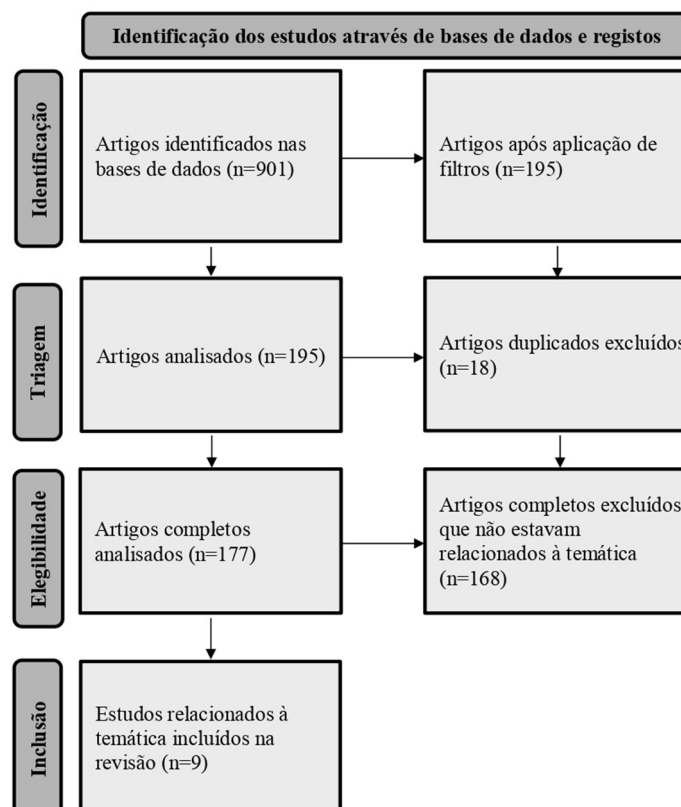 Identificação dos estudos através de bases de dados e registos
Identificação
Artigos identificados nas
bases de dados (n=901)
Artigos após aplicação de
filtros (n=195)
Triagem
Artigos analisados (n=195)
Artigos duplicados excluídos
(n=18)
Elegibilidade
Artigos completos
analisados (n=177)
Artigos completos excluídos
que não estavam
relacionados à temática
(n=168)
Inclusão
Estudos relacionados à
temática incluídos na
revisão (n=9)